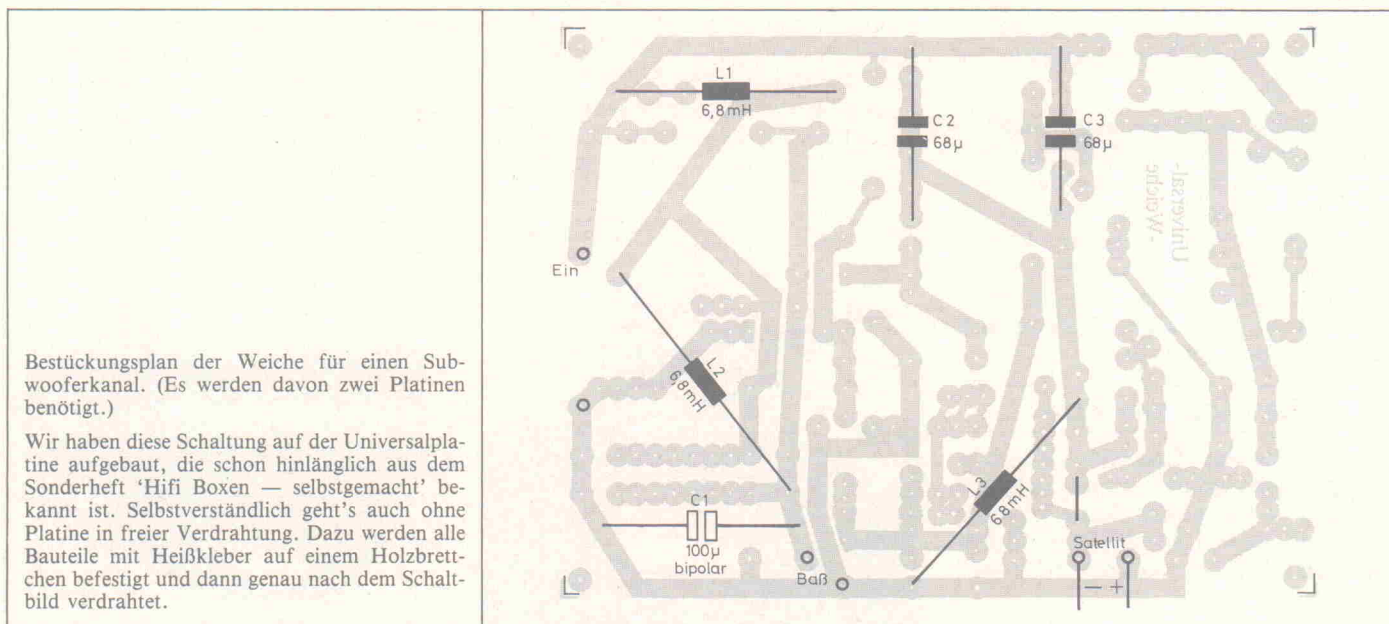 Bestückungsplan der Weiche für einen Sub-
wooferkanal. (Es werden davon zwei Platinen
benötigt.)
Wir haben diese Schaltung auf der Universalpla-
tine aufgebaut, die schon hinlänglich aus dem
Sonderheft 'Hifi Boxen — selbstgemacht' be-
kannt ist. Selbstverständlich geht's auch ohne
Platine in freier Verdrahtung. Dazu werden alle
Bauteile mit Heißkleber auf einem Holzbrett-
chen befestigt und dann genau nach dem Schalt-
bild verdrahtet.
L1
6,8mH
C2
68µ
C3
68µ
Universal-
-Weiche
Ein
L2
6,8mH
C1
100µ
bipolar
Baß
L3
68mH
Satellit
— +